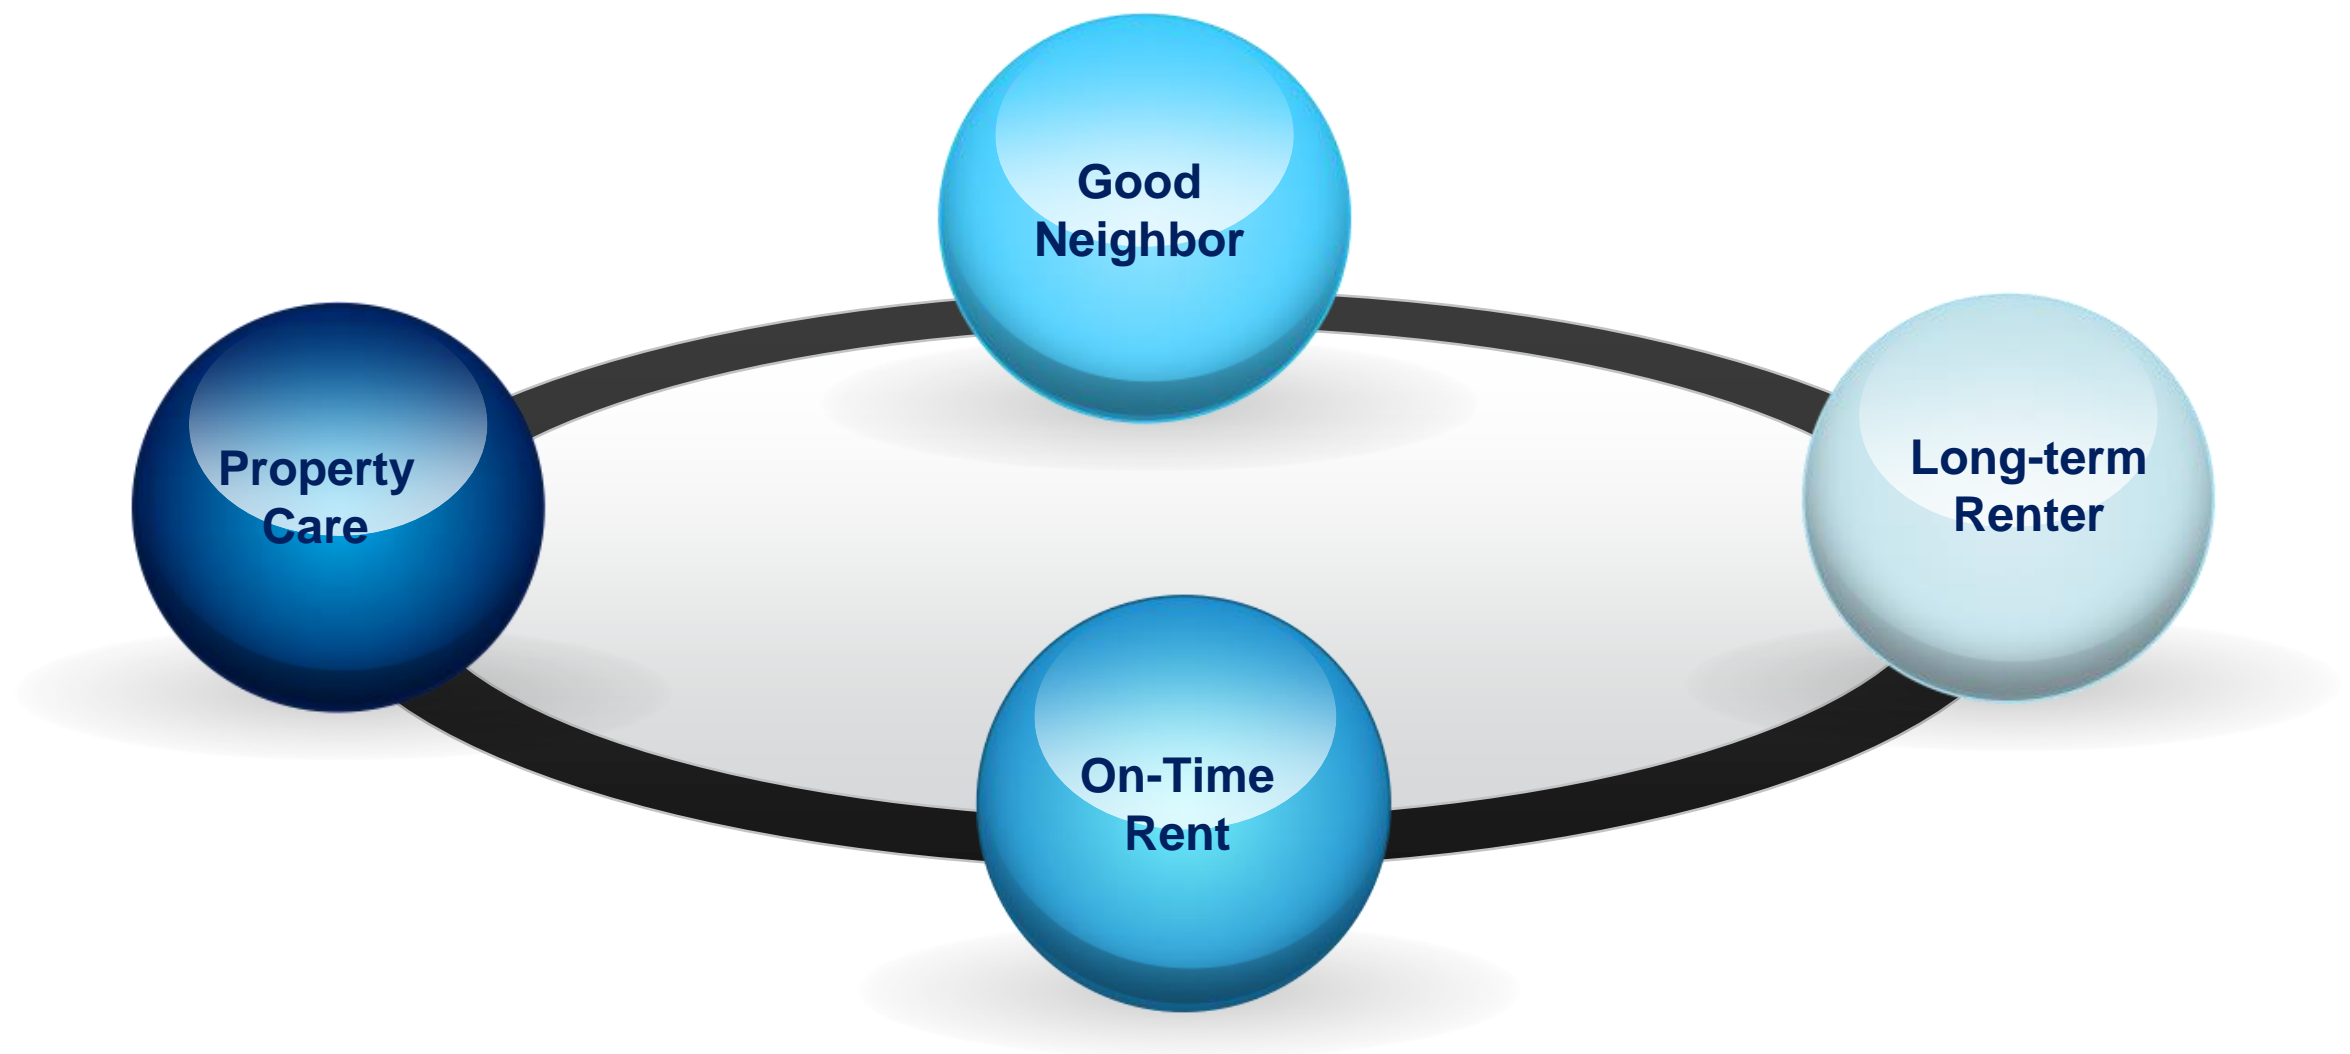 Good
Neighbor
Property
Care
Long-term
Renter
On-Time
Rent